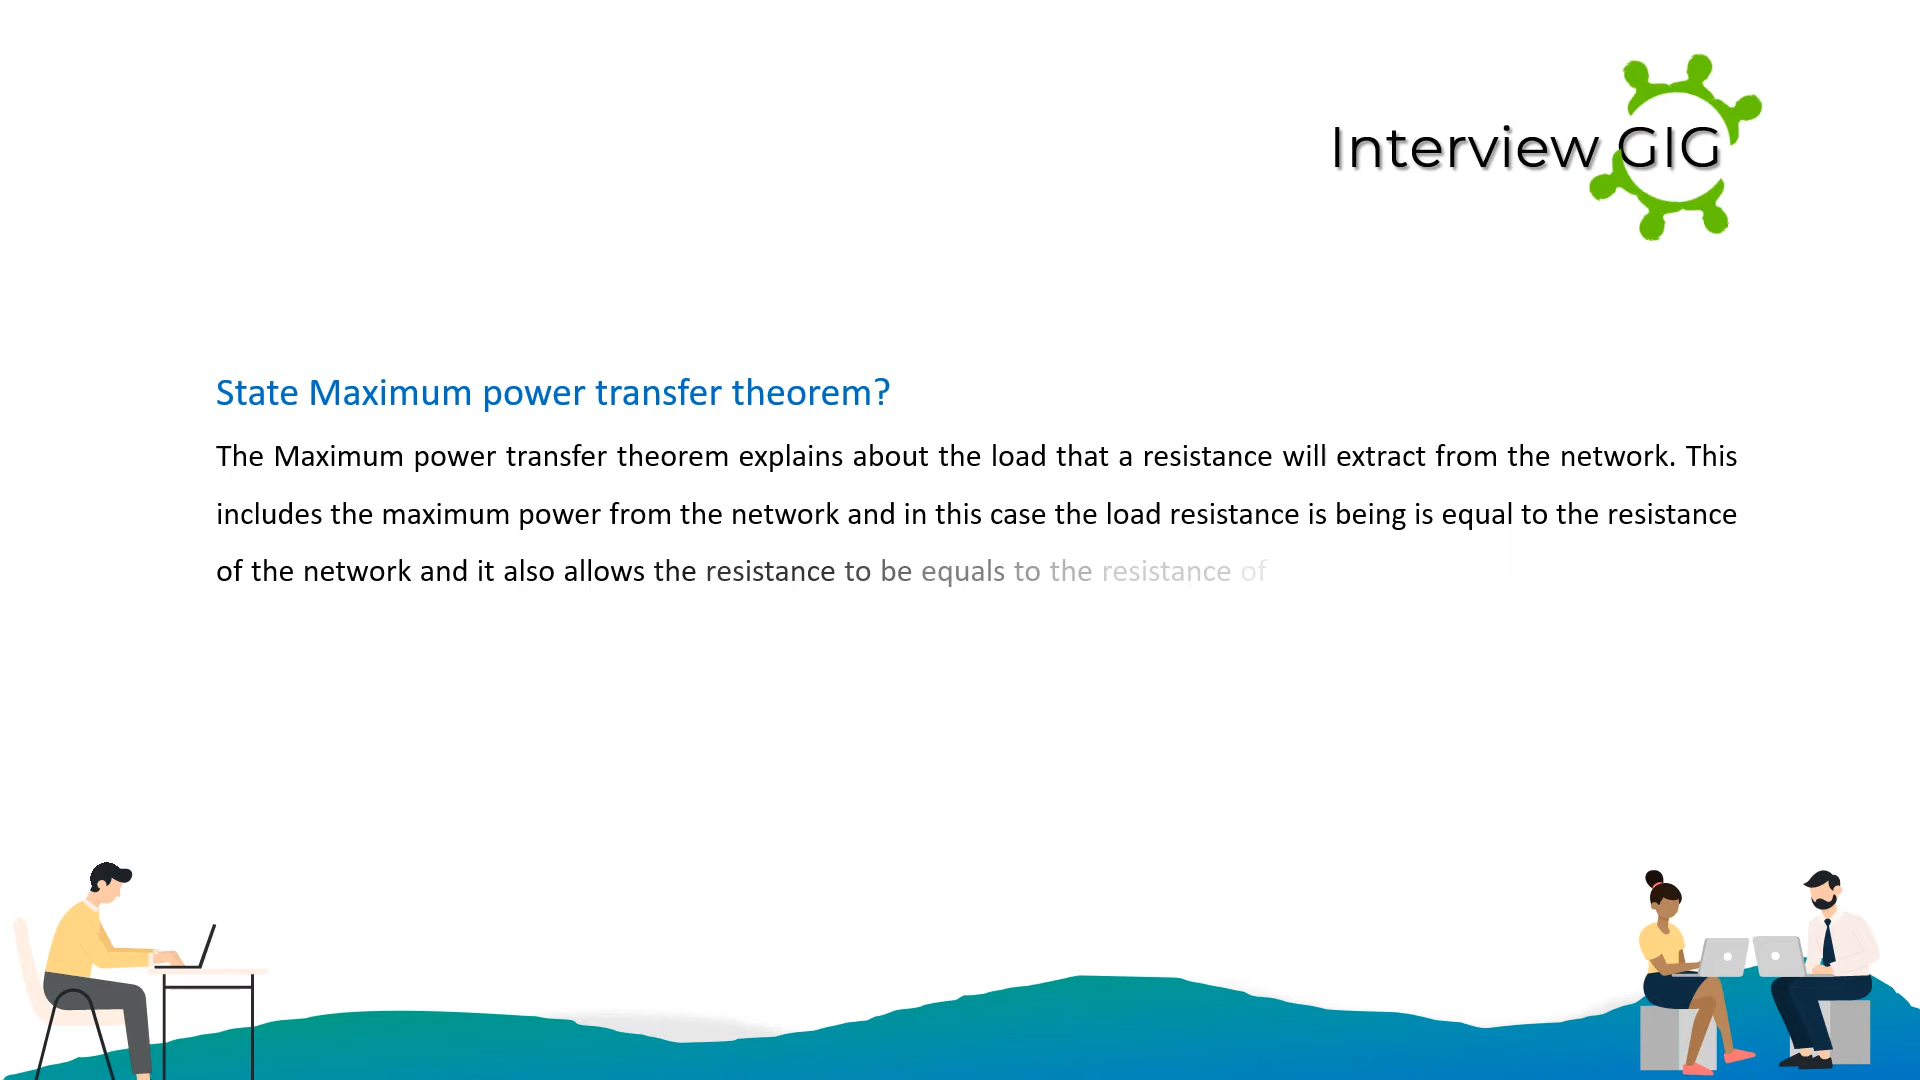 Interview GIG
State Maximum power transfer theorem?
The Maximum power transfer theorem explains about the load that a resistance will extract from the network. This
includes the maximum power from the network and in this case the load resistance is being is equal to the resistance
of the network and it also allows the resistance to be equals to the resistance of